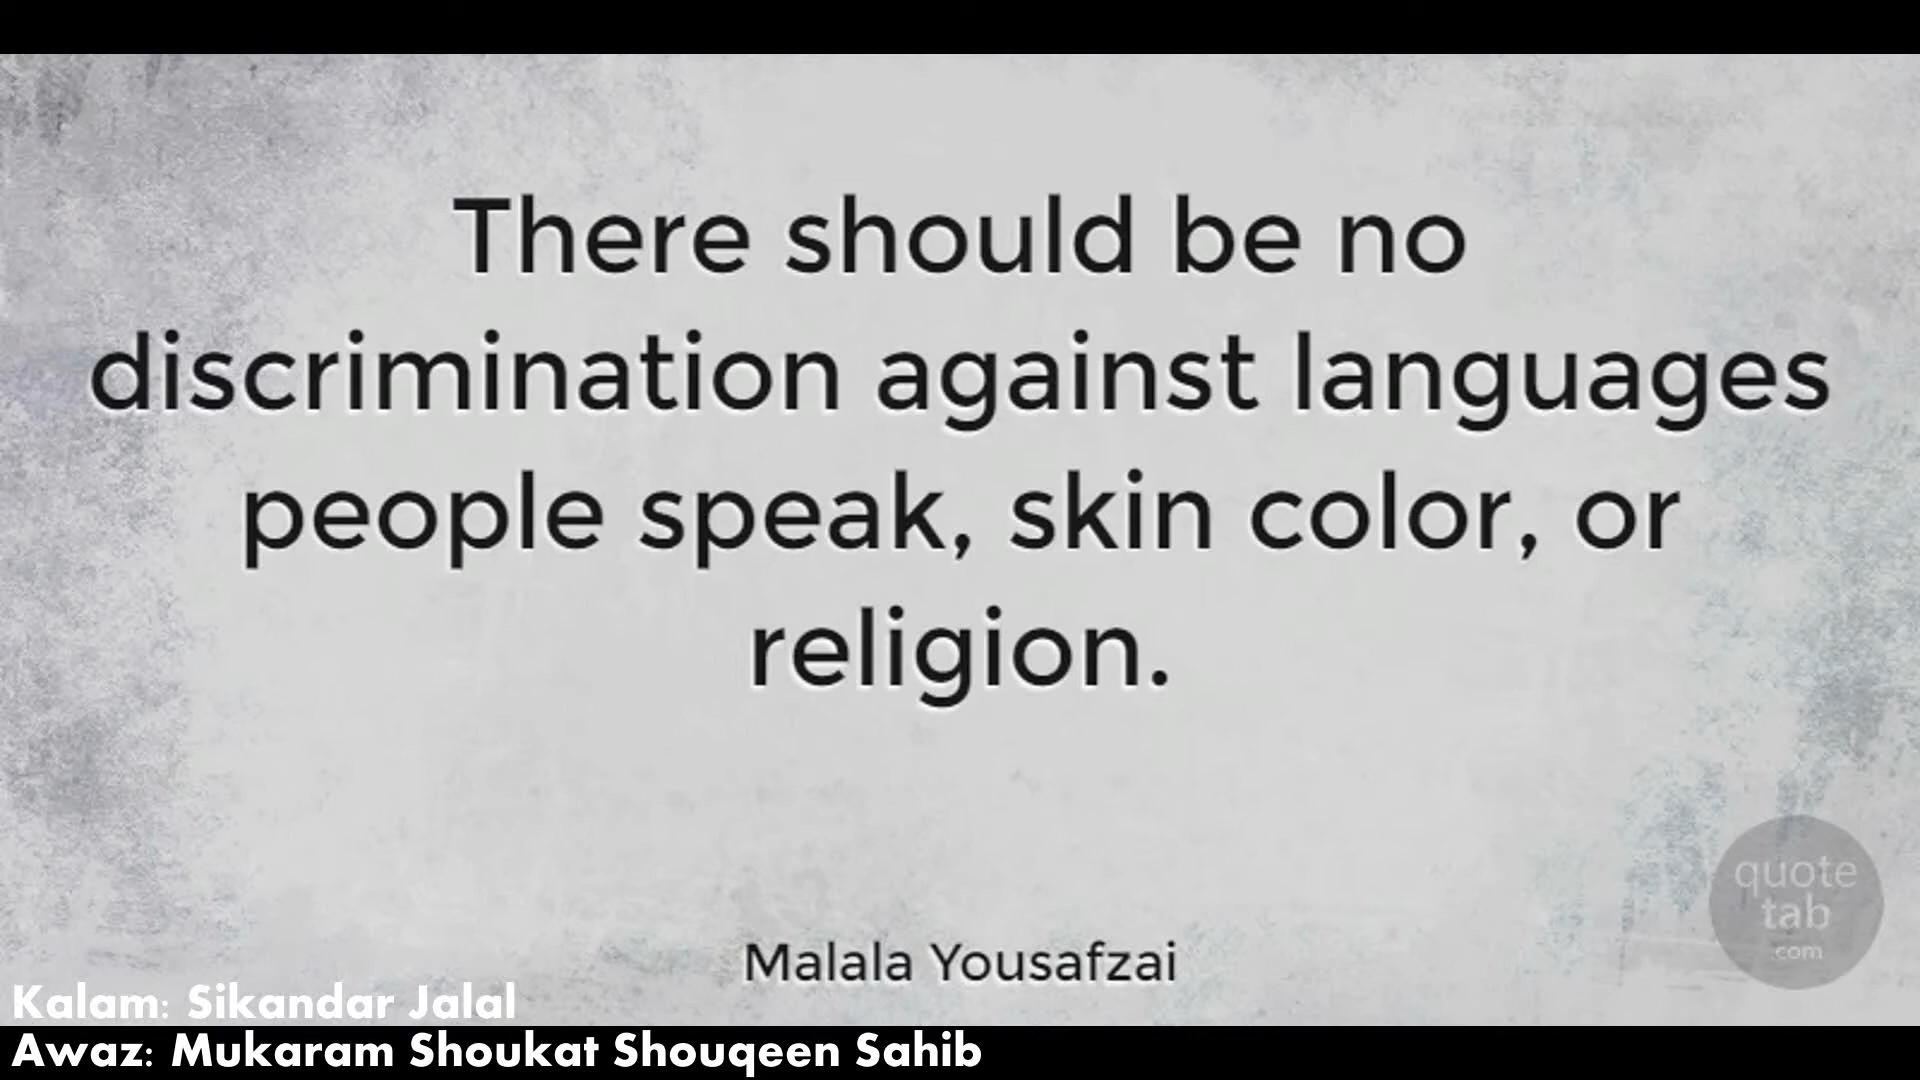 There should be no
discrimination against languages
people speak, skin color, or
religion.
Malala Yousafzai
quote
tab
.com
Kalam: Sikandar Jalal
Awaz: Mukaram Shoukat Shouqeen Sahib